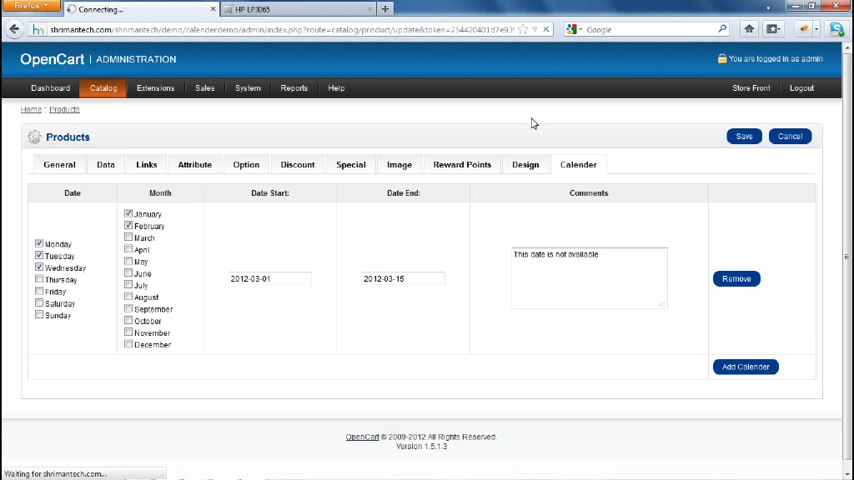 Firefox
Connecting...
HP LP3065
shrimantech.com/demo/calenderdemo/admin/index.php?route=catalog/product/update&token=254420401d7e93
Google
OpenCart | ADMINISTRATION
You are logged in as admin
Dashboard Catalog Extensions Sales System Reports Help Store Front Logout
Home :: Products
Products
Save Cancel
General Data Links Attribute Option Discount Special Image Reward Points Design Calender
Date Month Date Start: Date End: Comments
Monday
Tuesday
Wednesday
Thursday
Friday
Saturday
Sunday
January
February
March
April
May
June
July
August
September
October
November
December
2012-03-01
2012-03-15
This date is not available
Remove
Add Calender
OpenCart © 2009-2012 All Rights Reserved.
Version 1.5.1.3
Waiting for shrimantech.com...